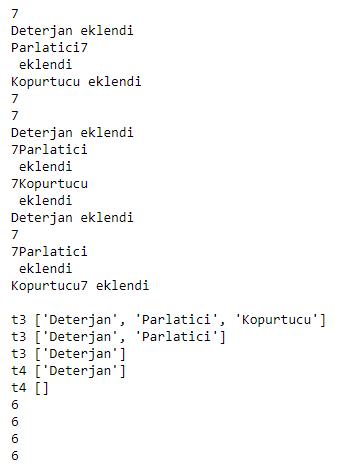 7
Deterjan eklendi
Parlatici7
 eklendi
Kopurtucu eklendi
7
7
Deterjan eklendi
7Parlatici
 eklendi
7Kopurtucu
 eklendi
Deterjan eklendi
7
7Parlatici
 eklendi
Kopurtucu7 eklendi

t3 ['Deterjan', 'Parlatici', 'Kopurtucu']
t3 ['Deterjan', 'Parlatici']
t3 ['Deterjan']
t4 ['Deterjan']
t4 []
6
6
6
6